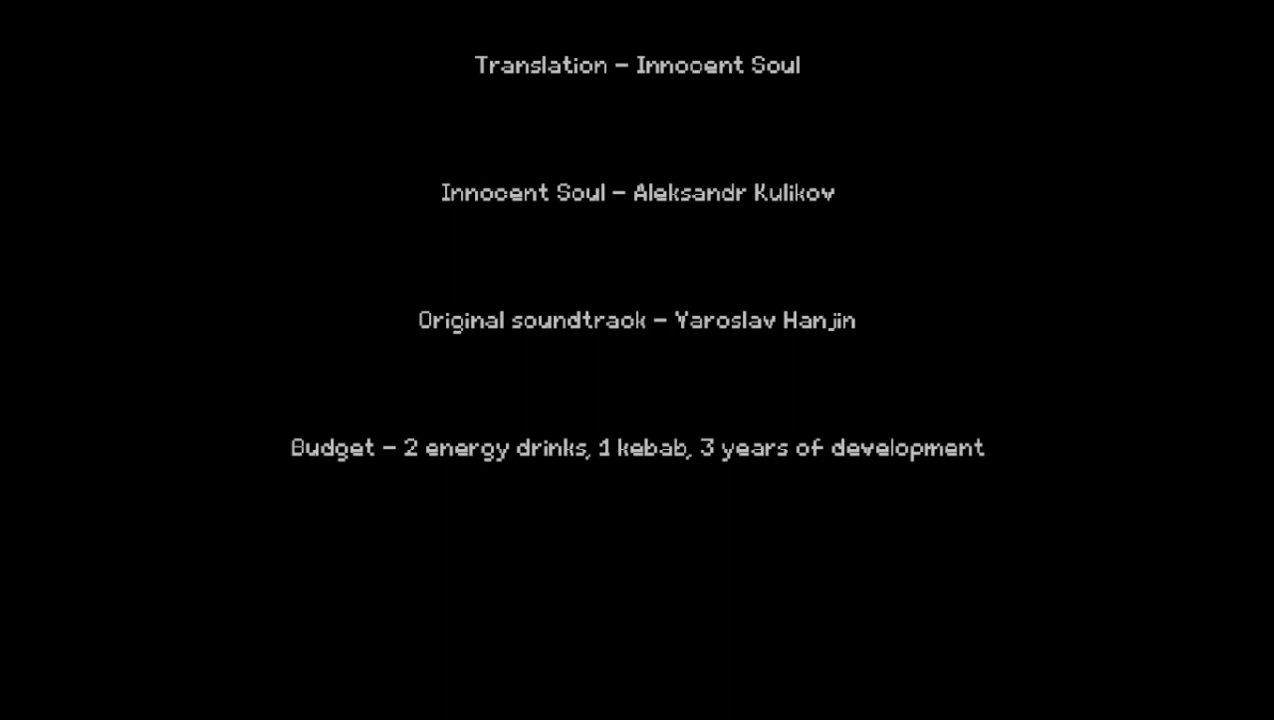 Translation - Innocent Soul
Innocent Soul - Aleksandr Kulikov
Original soundtrack - Yaroslav Hanjin
Budget - 2 energy drinks, 1 kebab, 3 years of development